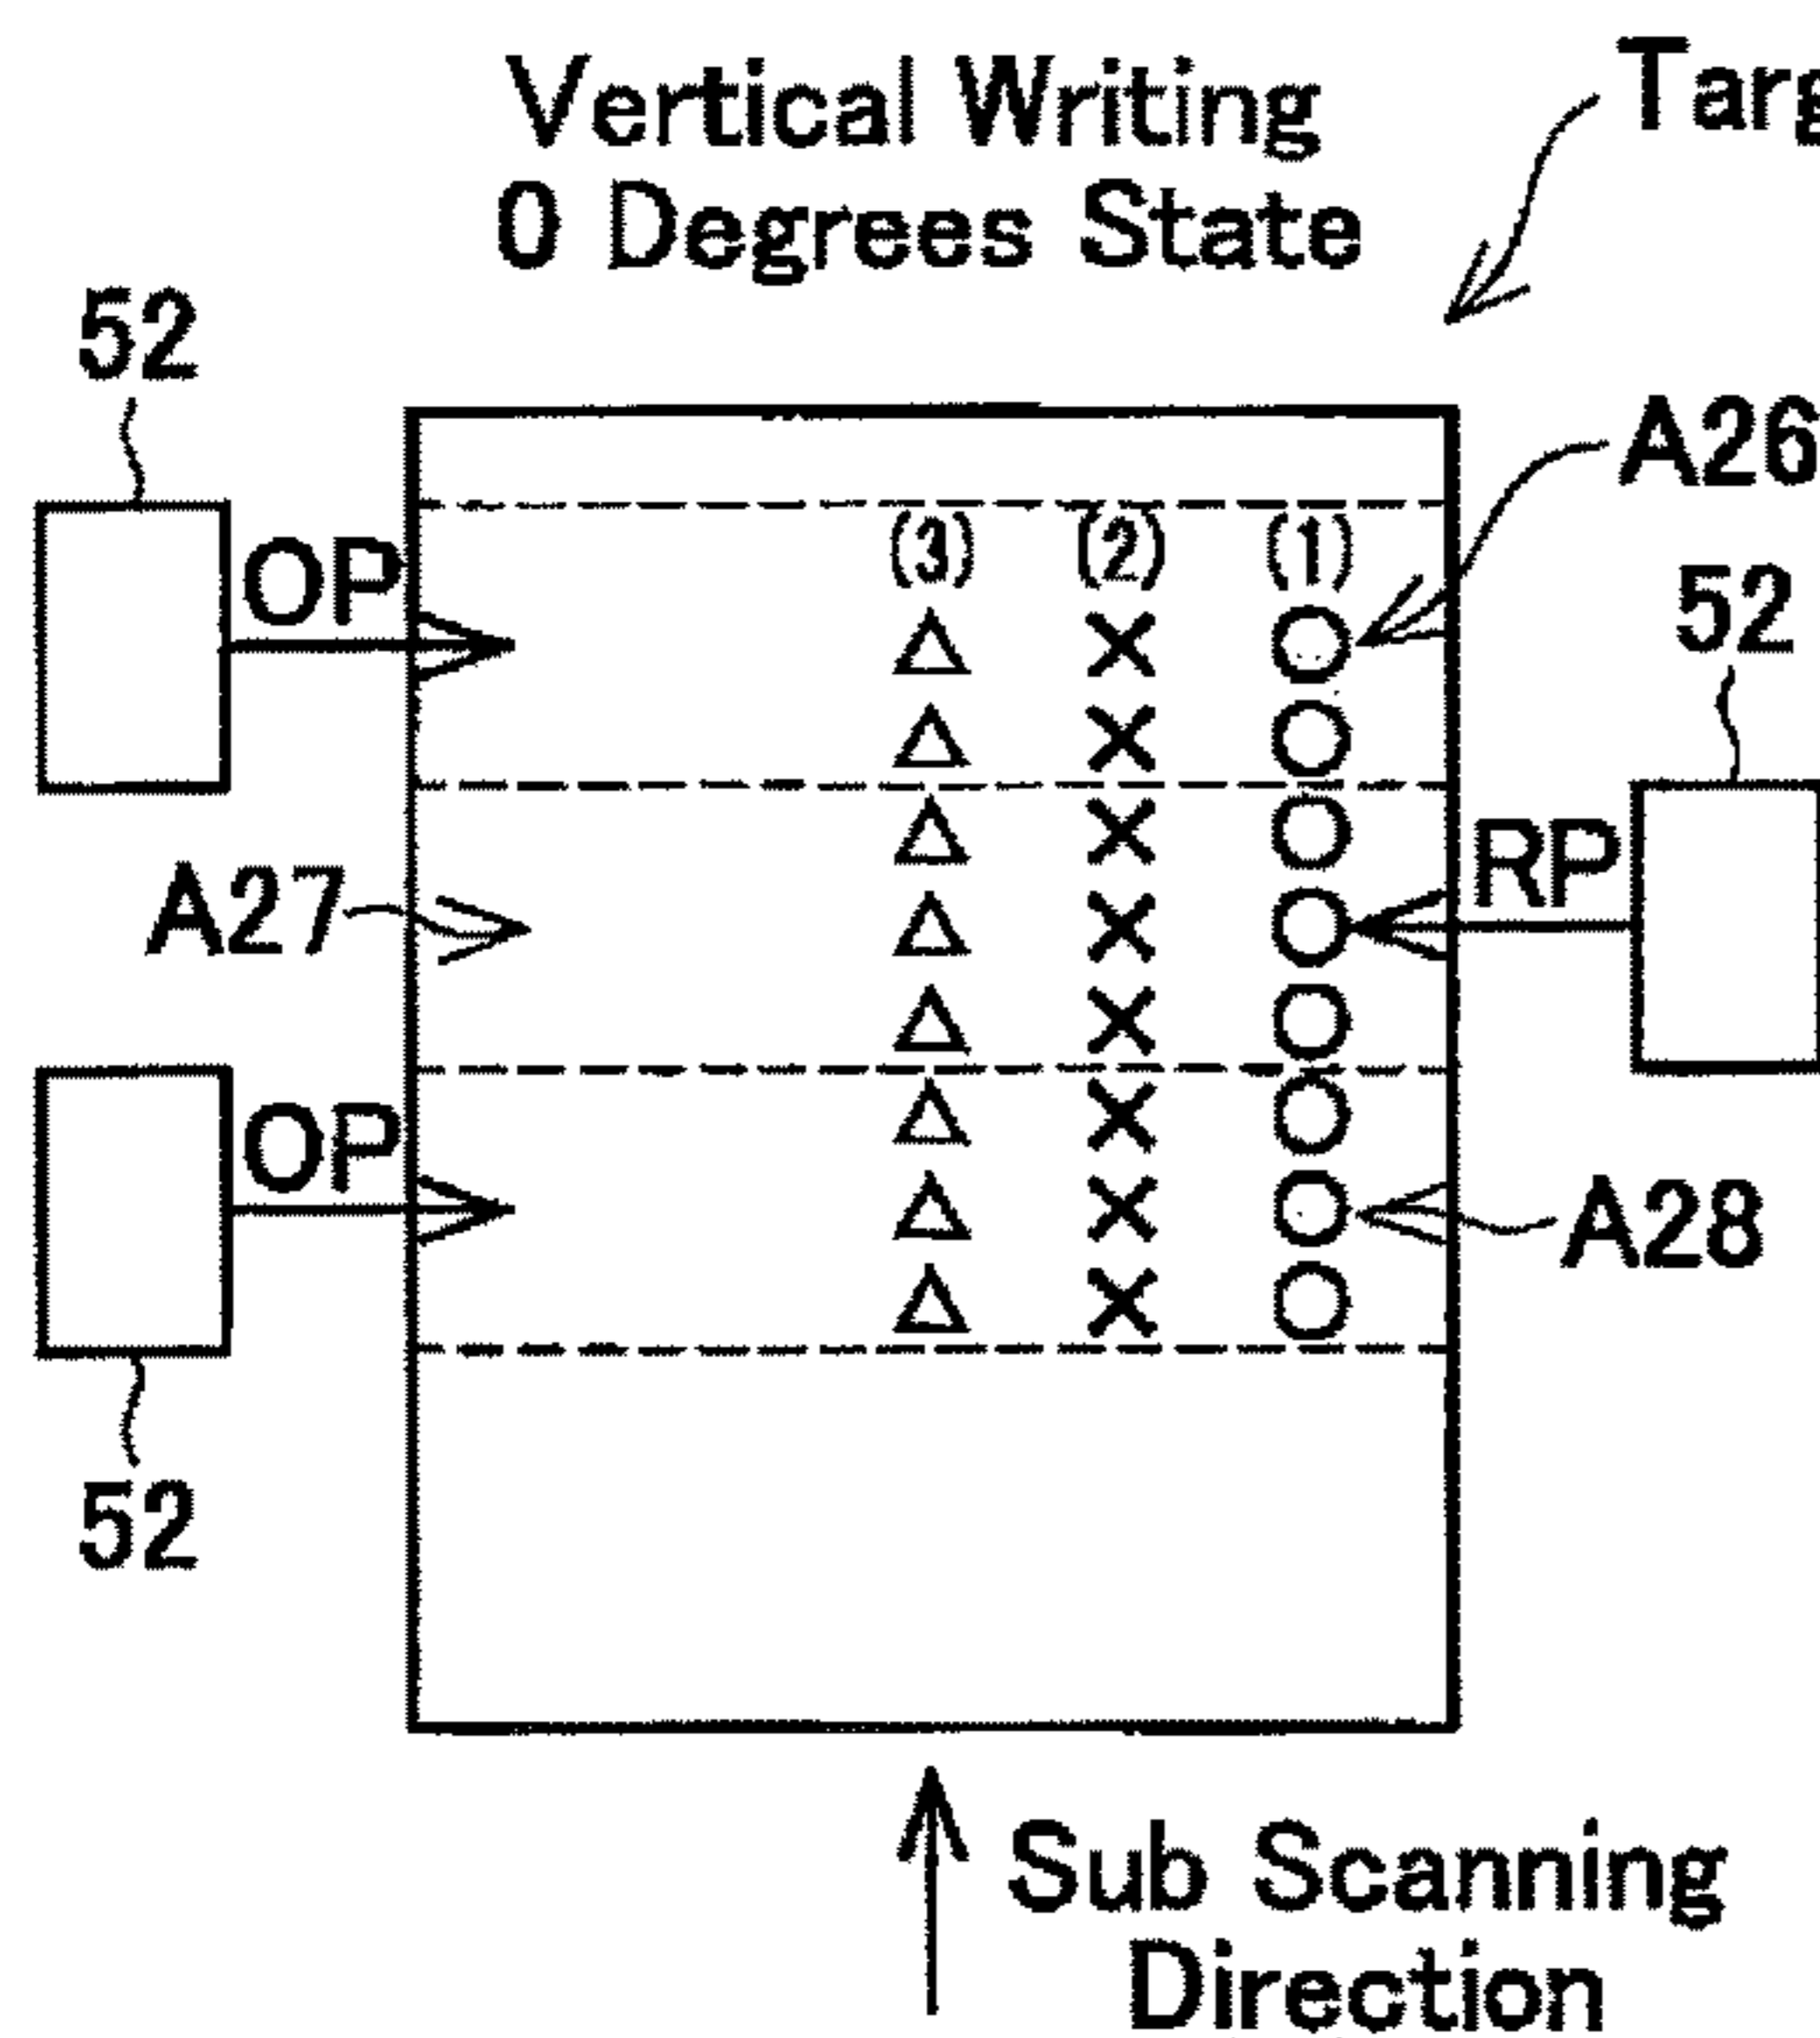 Vertical Writing
0 Degrees State
Targ
52
A26
(3) (2) (1)
OP
52
A27
RP
OP
A28
52
Sub Scanning
Direction